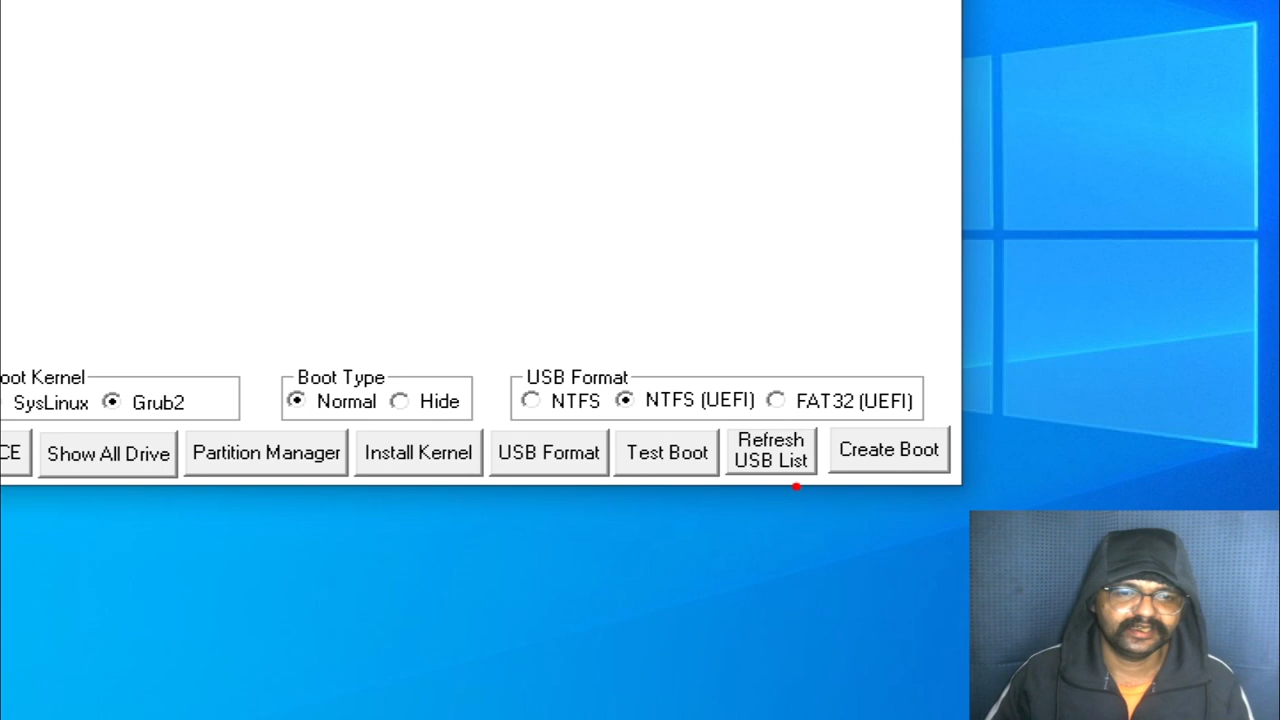 oot Kernel
SysLinux Grub2
Boot Type
Normal Hide
USB Format
NTFS NTFS (UEFI) FAT32 (UEFI)
CE
Show All Drive
Partition Manager
Install Kernel
USB Format
Test Boot
Refresh
USB List
Create Boot